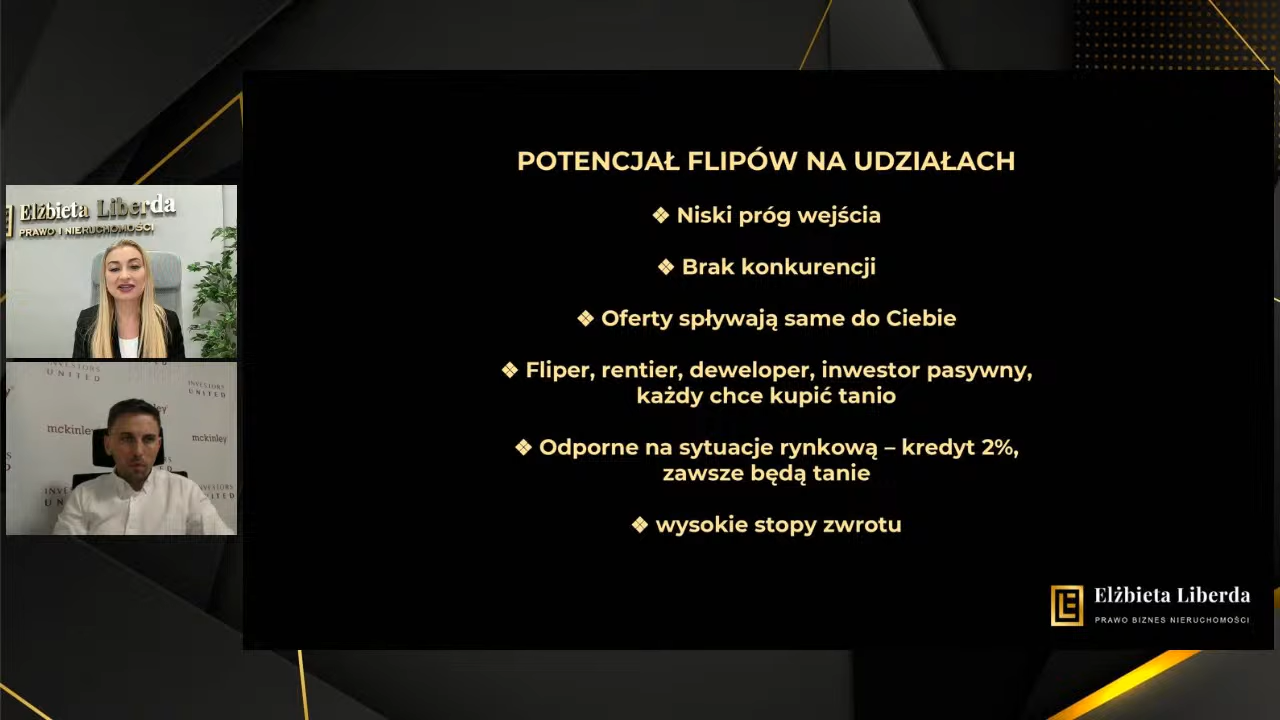 POTENCJAŁ FLIPÓW NA UDZIAŁACH
❖ Niski próg wejścia
❖ Brak konkurencji
❖ Oferty spływają same do Ciebie
❖ Fliper, rentier, deweloper, inwestor pasywny,
każdy chce kupić tanio
❖ Odporne na sytuacje rynkową – kredyt 2%,
zawsze będą tanie
❖ wysokie stopy zwrotu
Elżbieta Liberda
PRAWO BIZNES NIERUCHOMOŚCI
Elżbieta Liberda
PRAWO I NIERUCHOMOŚCI
INVESTORS
UNITED
INVESTORS
UNITED
mckinley
mckinley